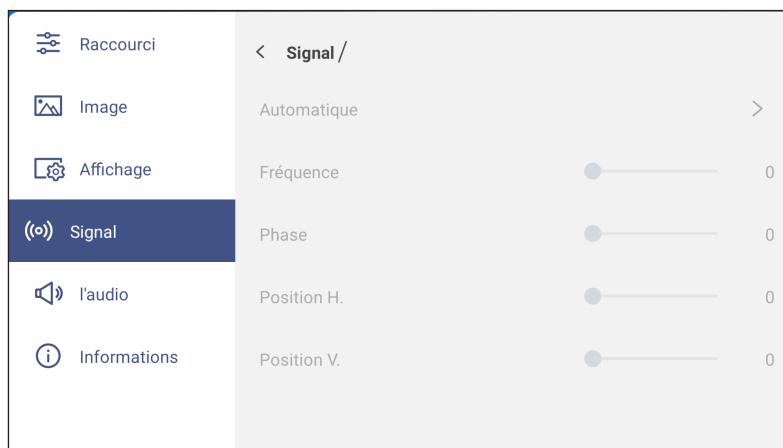 Raccourci
Image
Affichage
Signal
l'audio
Informations
Signal/
Automatique
Fréquence 0
Phase 0
Position H. 0
Position V. 0